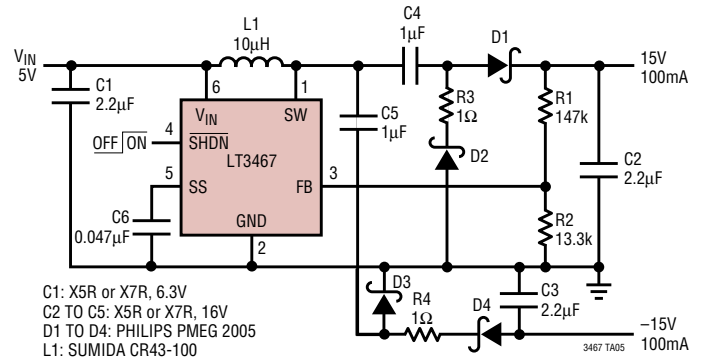 L1
10µH
C4
1µF
D1
VIN
5V
15V
100mA
C1
2.2µF
6
1
VIN
SW
C5
1µF
R3
1Ω
R1
147k
OFF ON
4
SHDN
LT3467
D2
C2
2.2µF
5
SS
FB
3
C6
0.047µF
GND
2
R2
13.3k
D3
R4
1Ω
D4
C3
2.2µF
–15V
100mA
C1: X5R or X7R, 6.3V
C2 TO C5: X5R or X7R, 16V
D1 TO D4: PHILIPS PMEG 2005
L1: SUMIDA CR43-100
3467 TA05